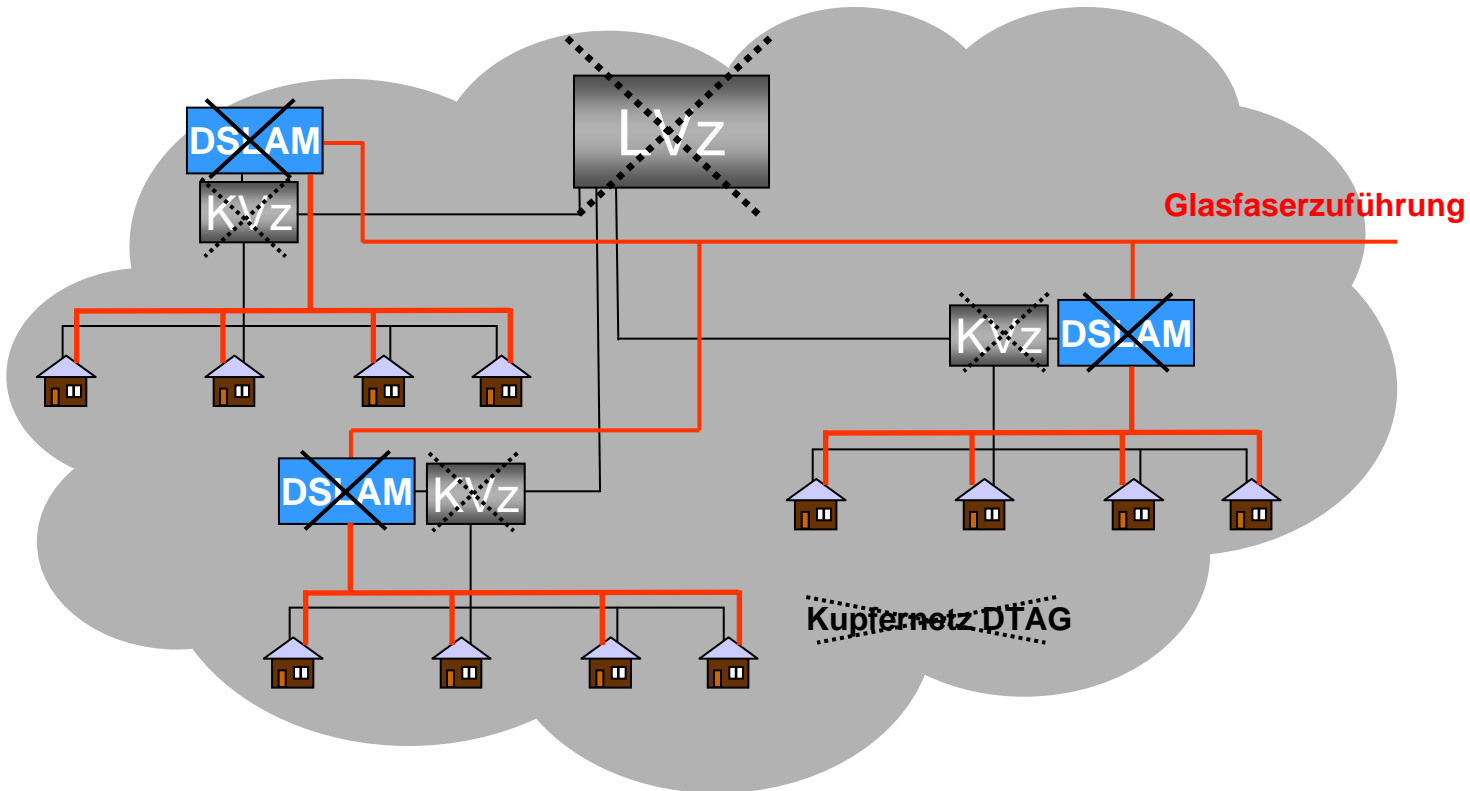 LVz
DSLAM
KVz
Glasfaserzuführung
KVz
DSLAM
DSLAM
KVz
Kupfernetz DTAG